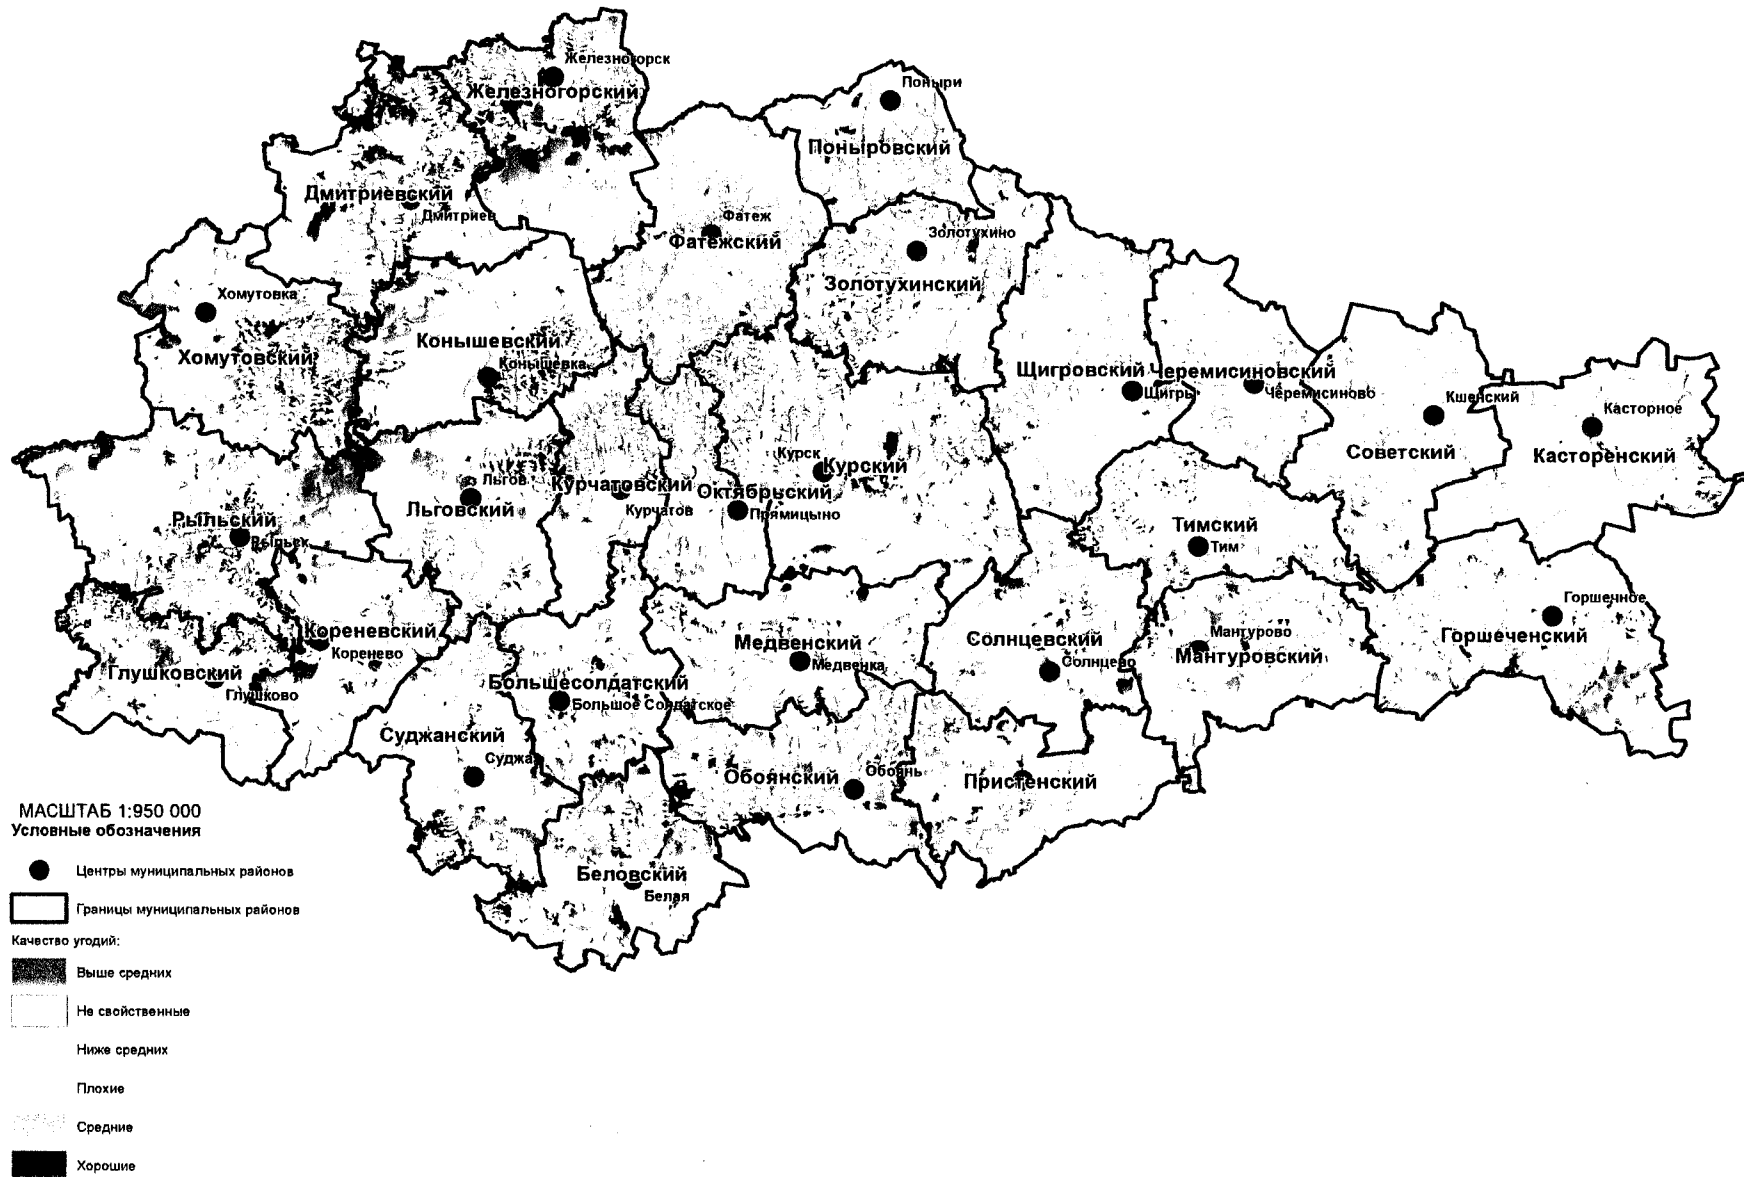 Железногорск
Железногорский
Поныри
Поныровский
Дмитриевский
Дмитриев
Фатеж
Фатежский
Золотухино
Золотухинский
Хомутовка
Хомутовский
Конышевский
Конышевка
Щигровский
Щигры
Черемисиновский
Черемисиново
Кшенский
Советский
Касторное
Касторенский
Курск
Курский
Льгов
Льговский
Курчатовский
Курчатов
Октябрьский
Прямицыно
Рыльский
Рыльск
Тимский
Тим
Горшечное
Горшеченский
Кореневский
Коренево
Медвенский
Медвенка
Солнцевский
Солнцево
Мантурово
Мантуровский
Глушковский
Глушково
Большесолдатский
Большое Солдатское
Суджанский
Суджа
Обоянский
Обоянь
Пристенский
Беловский
Белая
МАСШТАБ 1:950 000
Условные обозначения
Центры муниципальных районов
Границы муниципальных районов
Качество угодий:
Выше средних
Не свойственные
Ниже средних
Плохие
Средние
Хорошие